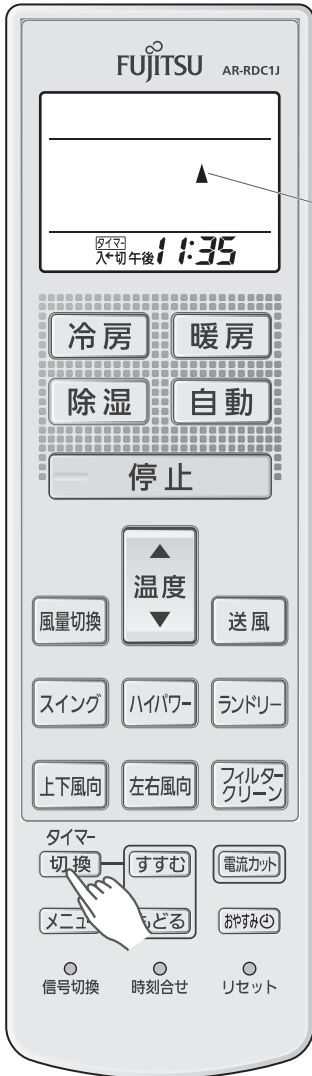 FUJITSU AR-RDC1J
タイマー
入←切 午後 11:35
冷房 暖房
除湿 自動
停止
温度
風量切換 送風
スイング ハイパワー ランドリー
上下風向 左右風向 フィルター
クリーン
タイマー
切換 すすむ 電流カット
メニュー もどる おやすみ
信号切換 時刻合せ リセット